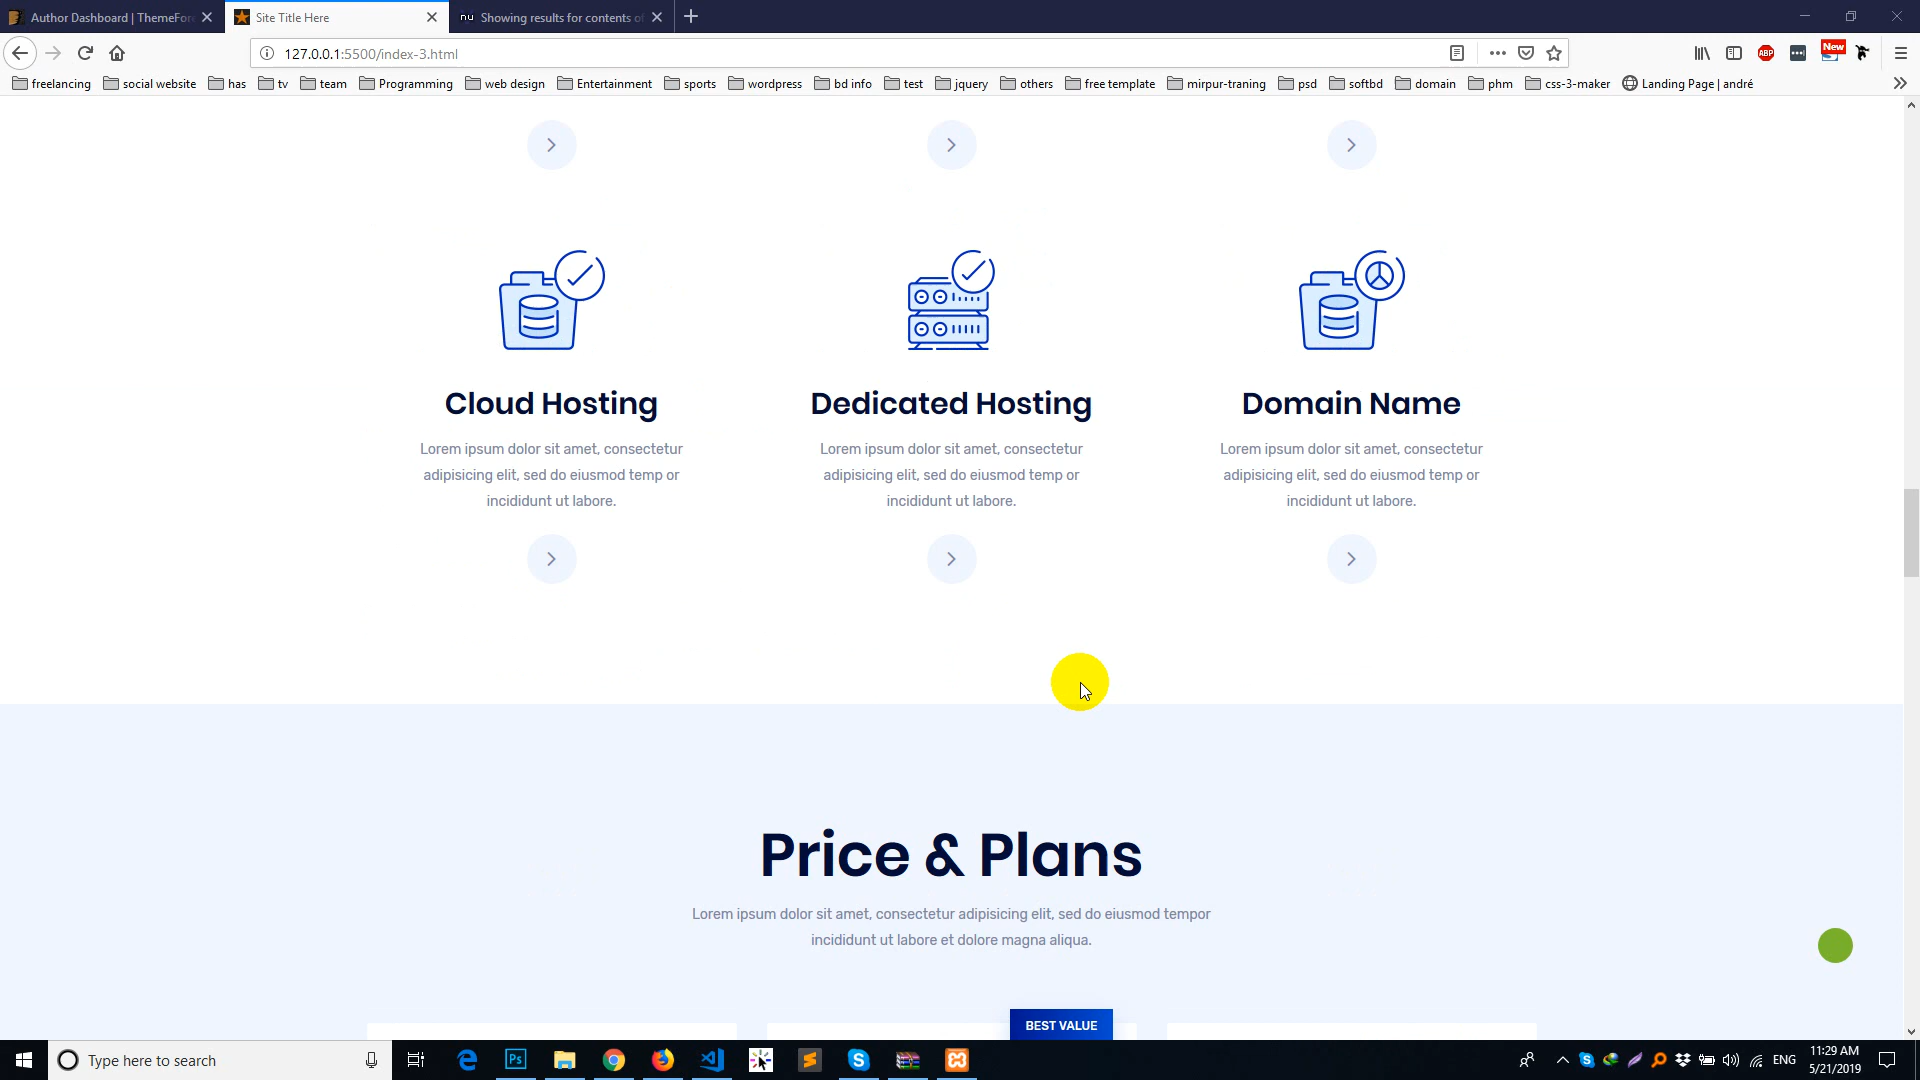 Author Dashboard | ThemeFor
Site Title Here
nu
Showing results for contents of
127.0.0.1:5500/index-3.html
ABP
New
freelancing
social website
has
tv
team
Programming
web design
Entertainment
sports
wordpress
bd info
test
jquery
others
free template
mirpur-traning
psd
softbd
domain
phm
css-3-maker
Landing Page | andré
Cloud Hosting
Lorem ipsum dolor sit amet, consectetur
adipisicing elit, sed do eiusmod temp or
incididunt ut labore.
Dedicated Hosting
Lorem ipsum dolor sit amet, consectetur
adipisicing elit, sed do eiusmod temp or
incididunt ut labore.
Domain Name
Lorem ipsum dolor sit amet, consectetur
adipisicing elit, sed do eiusmod temp or
incididunt ut labore.
Price & Plans
Lorem ipsum dolor sit amet, consectetur adipisicing elit, sed do eiusmod tempor
incididunt ut labore et dolore magna aliqua.
BEST VALUE
Type here to search
Ps
ENG
11:29 AM
5/21/2019